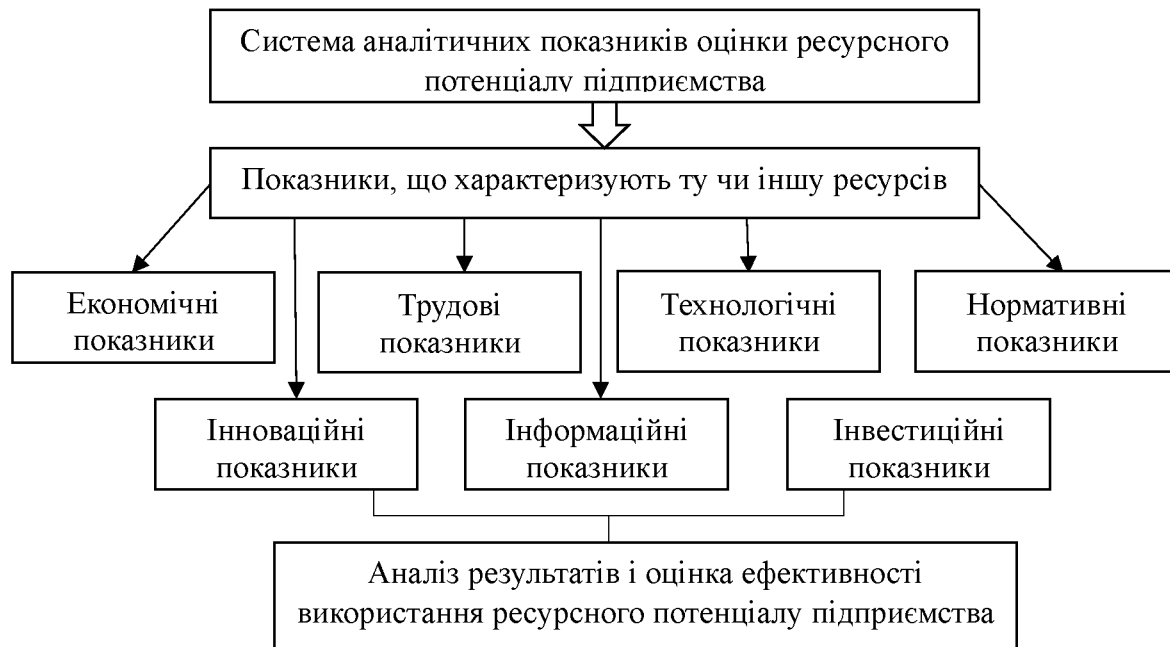 Система аналітичних показників оцінки ресурсного
потенціалу підприємства
Показники, що характеризують ту чи іншу ресурсів
Економічні
показники
Трудові
показники
Технологічні
показники
Нормативні
показники
Інноваційні
показники
Інформаційні
показники
Інвестиційні
показники
Аналіз результатів і оцінка ефективності
використання ресурсного потенціалу підприємства